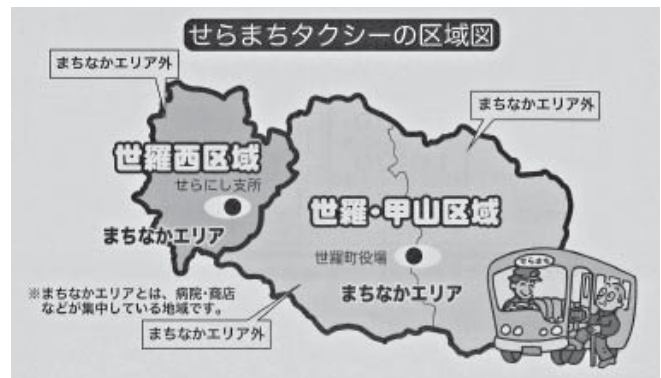 せらまちタクシーの区域図
まちなかエリア外
まちなかエリア外
世羅西区域
せらにし支所
世羅・甲山区域
まちなかエリア
世羅町役場
まちなかエリア
※まちなかエリアとは、病院・商店
などが集中している地域です。
まちなかエリア外
せらまち